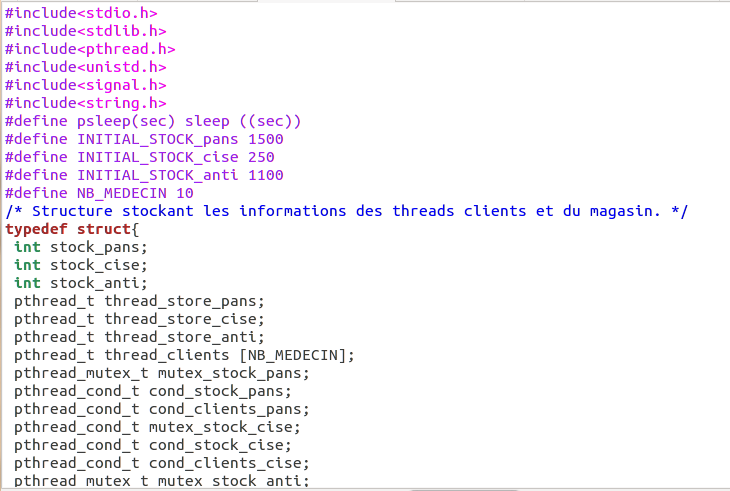 #include<stdio.h>
#include<stdlib.h>
#include<pthread.h>
#include<unistd.h>
#include<signal.h>
#include<string.h>
#define psleep(sec) sleep ((sec))
#define INITIAL_STOCK_pans 1500
#define INITIAL_STOCK_cise 250
#define INITIAL_STOCK_anti 1100
#define NB_MEDECIN 10
/* Structure stockant les informations des threads clients et du magasin. */
typedef struct{
 int stock_pans;
 int stock_cise;
 int stock_anti;
 pthread_t thread_store_pans;
 pthread_t thread_store_cise;
 pthread_t thread_store_anti;
 pthread_t thread_clients [NB_MEDECIN];
 pthread_mutex_t mutex_stock_pans;
 pthread_cond_t cond_stock_pans;
 pthread_cond_t cond_clients_pans;
 pthread_cond_t mutex_stock_cise;
 pthread_cond_t cond_stock_cise;
 pthread_cond_t cond_clients_cise;
 pthread_mutex_t mutex_stock_anti;